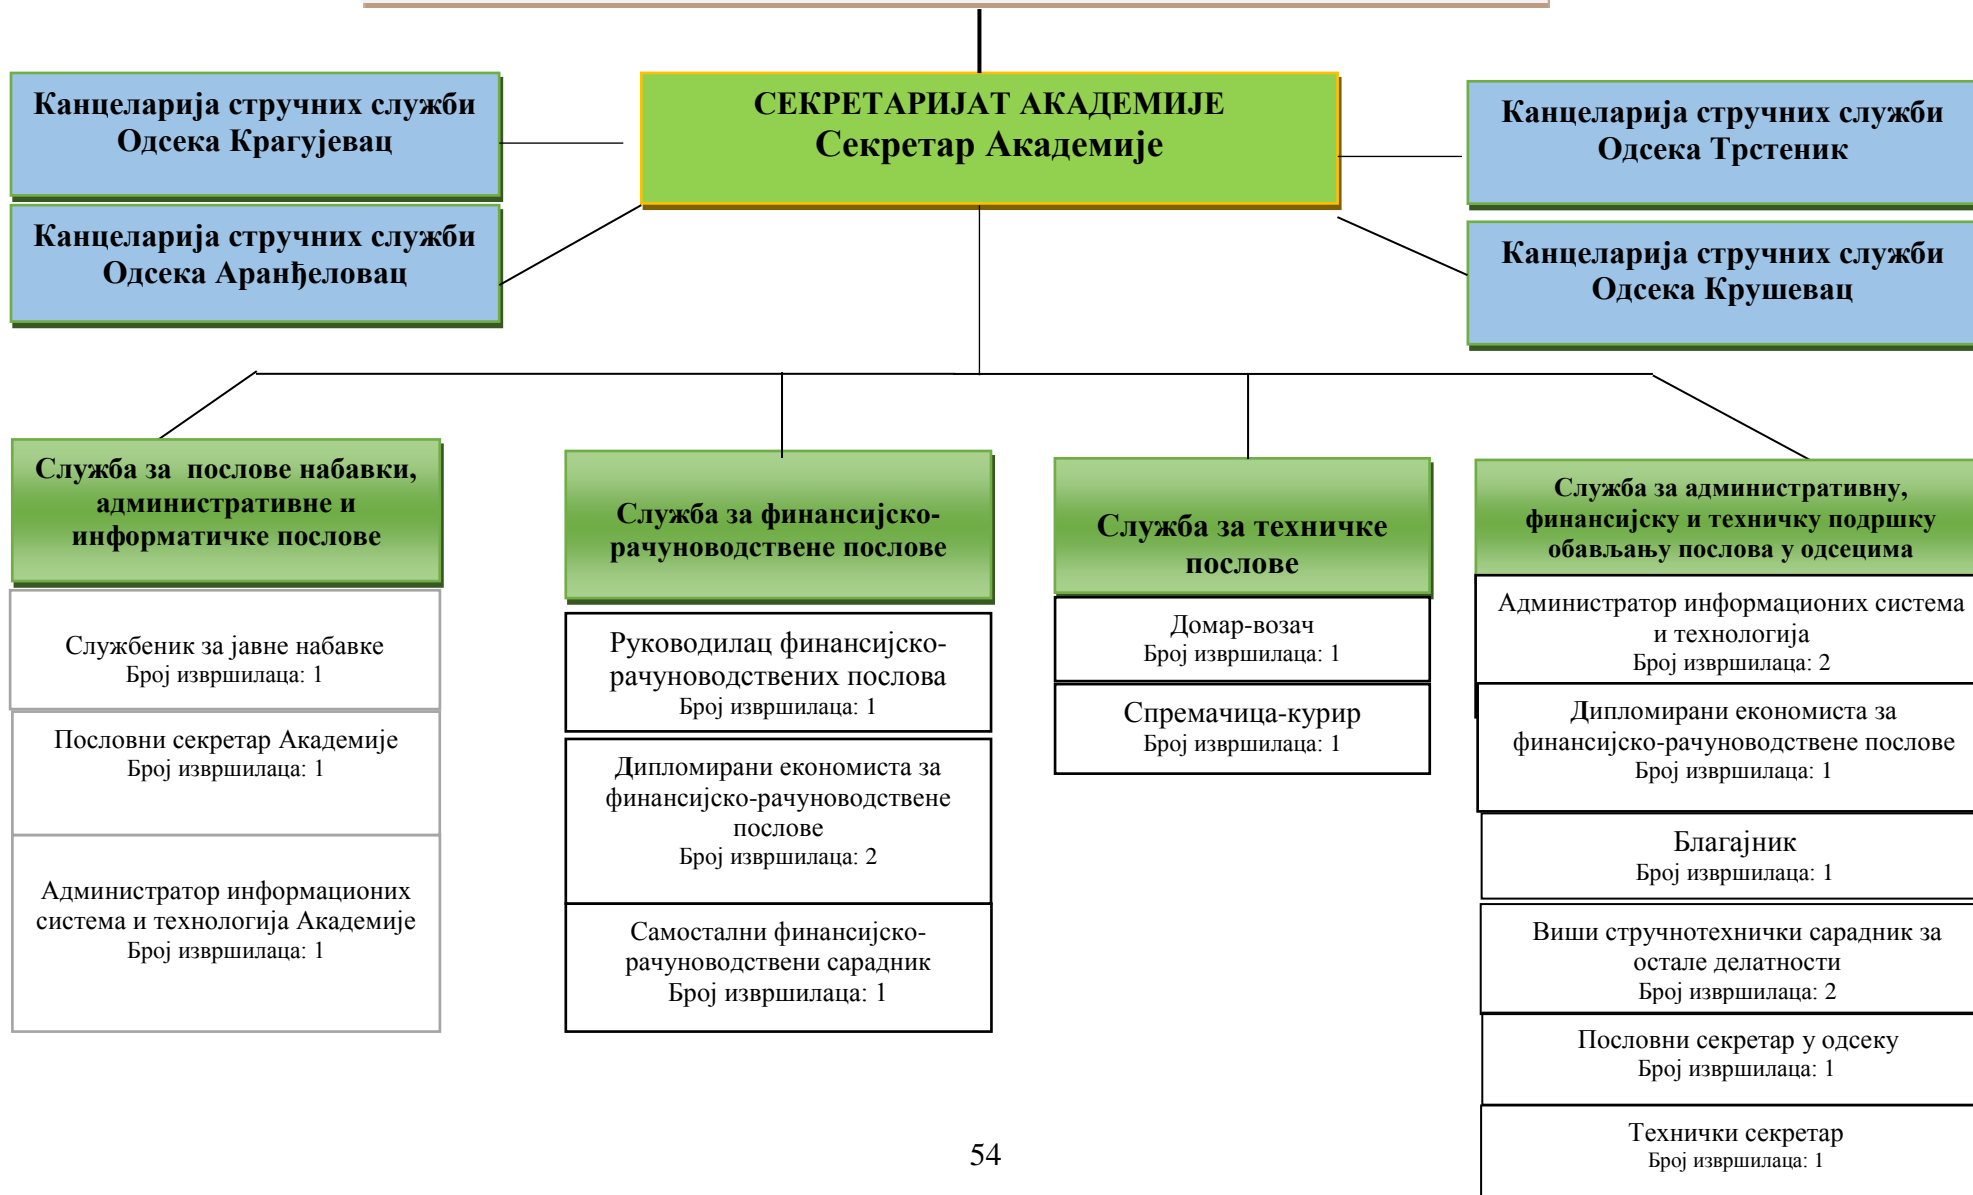 СЕКРЕТАРИЈАТ АКАДЕМИЈЕ
Секретар Академије
Канцеларија стручних служби
Одсека Крагујевац
Канцеларија стручних служби
Одсека Аранђеловац
Канцеларија стручних служби
Одсека Трстеник
Канцеларија стручних служби
Одсека Крушевац
Служба за послове набавки,
административне и
информатичке послове
Службеник за јавне набавке
Број извршилаца: 1
Пословни секретар Академије
Број извршилаца: 1
Администратор информационих
система и технологија Академије
Број извршилаца: 1
Служба за финансијско-
рачуноводствене послове
Руководилац финансијско-
рачуноводствених послова
Број извршилаца: 1
Дипломирани економиста за
финансијско-рачуноводствене
послове
Број извршилаца: 2
Самостални финансијско-
рачуноводствени сарадник
Број извршилаца: 1
Служба за техничке
послове
Домар-возач
Број извршилаца: 1
Спремачица-курир
Број извршилаца: 1
Служба за административну,
финансијску и техничку подршку
обављању послова у одсецима
Администратор информационих система
и технологија
Број извршилаца: 2
Дипломирани економиста за
финансијско-рачуноводствене послове
Број извршилаца: 1
Благајник
Број извршилаца: 1
Виши стручнотехнички сарадник за
остале делатности
Број извршилаца: 2
Пословни секретар у одсеку
Број извршилаца: 1
Технички секретар
Број извршилаца: 1
54